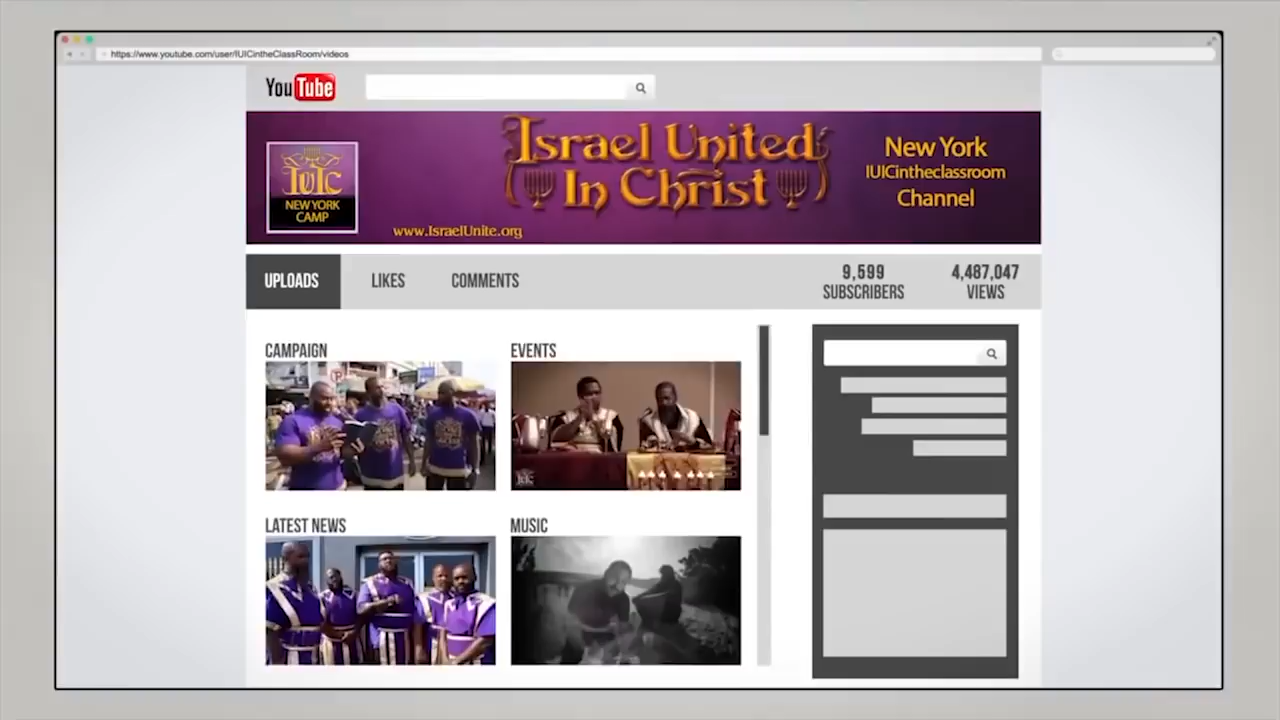 https://www.youtube.com/user/IUICintheClassRoom/videos
YouTube
Israel United
In Christ
New York
IUICintheclassroom
Channel
IUIC
NEW YORK
CAMP
www.IsraelUnite.org
UPLOADS
LIKES
COMMENTS
9,599
SUBSCRIBERS
4,487,047
VIEWS
CAMPAIGN
EVENTS
IUIC
LATEST NEWS
MUSIC